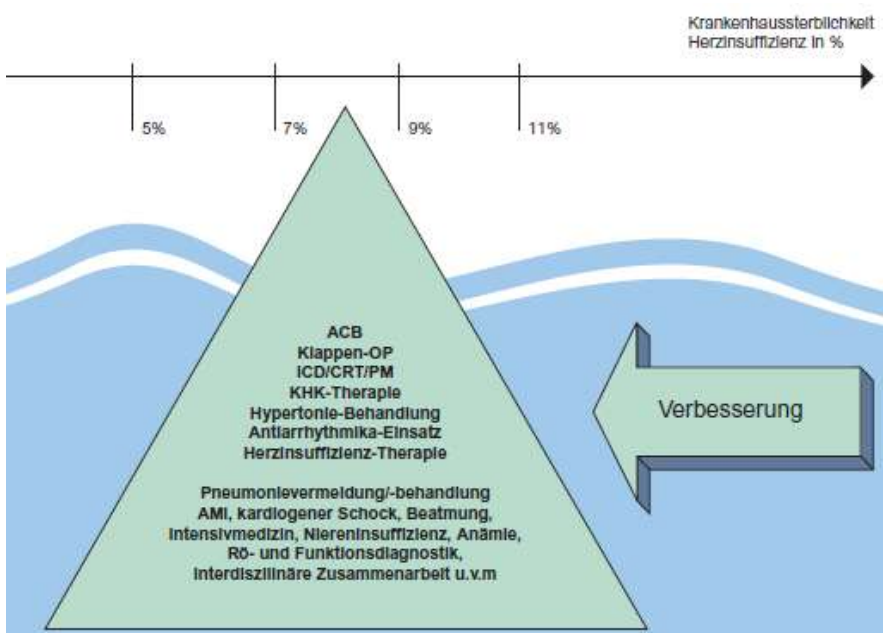 Krankenhaussterblichkeit
Herzinsuffizienz in %
5%
7%
9%
11%
ACB
Klappen-OP
ICD/CRT/PM
KHK-Therapie
Hypertonie-Behandlung
Antiarrhythmika-Einsatz
Herzinsuffizienz-Therapie
Verbesserung
Pneumonievermeidung/-behandlung
AMI, kardiogener Schock, Beatmung,
Intensivmedizin, Niereninsuffizienz, Anämie,
Rö- und Funktionsdiagnostik,
Interdisziiinäre Zusammenarbeit u.v.m